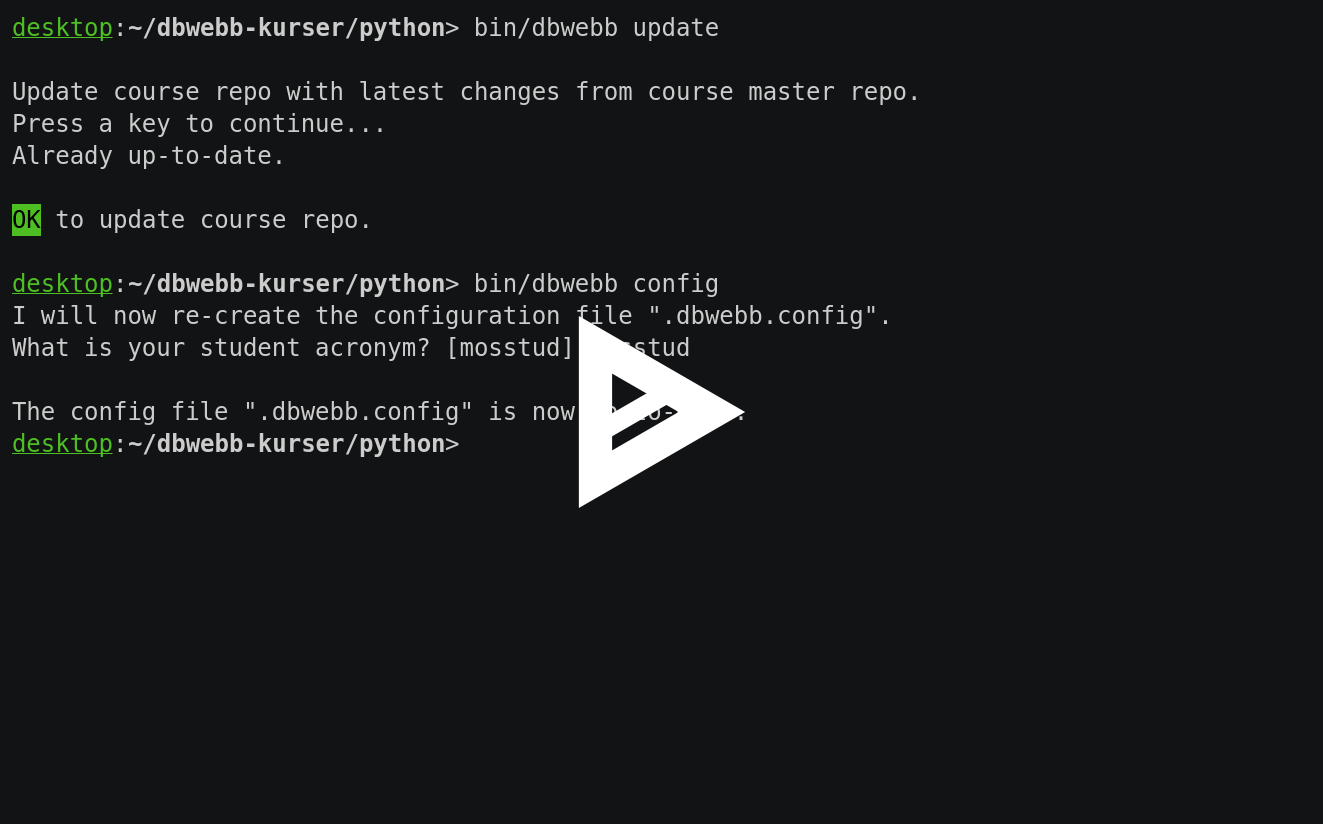 desktop:~/dbwebb-kurser/python> bin/dbwebb update
Update course repo with latest changes from course master repo.
Press a key to continue...
Already up-to-date.
OK to update course repo.
desktop:~/dbwebb-kurser/python> bin/dbwebb config
I will now re-create the configuration file ".dbwebb.config".
What is your student acronym? [mosstud]
The config file ".dbwebb.config" is now
desktop:~/dbwebb-kurser/python>